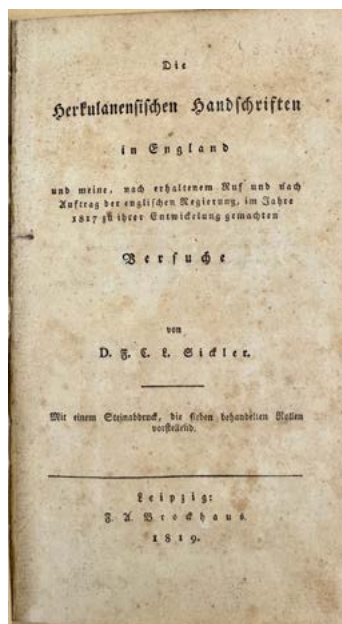 Die
Herkulanensischen Handschriften
in England
und meine, nach erhaltenem Ruf und nach
Auftrag der englischen Regierung, im Jahre
1817 zu ihrer Entwickelung gemachten
Versuche
von
D. F. C. L. Sickler.
Mit einem Steinabdruck, die sieben behandelten Rollen
vorstellend.
Leipzig:
F. A. Brockhaus.
1819.